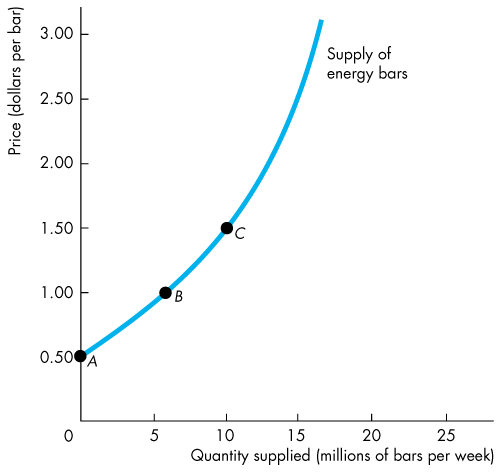 Price (dollars per bar)
3.00
2.50
2.00
1.50
1.00
0.50
Supply of
energy bars
C
B
A
0
5
10
15
20
25
Quantity supplied (millions of bars per week)